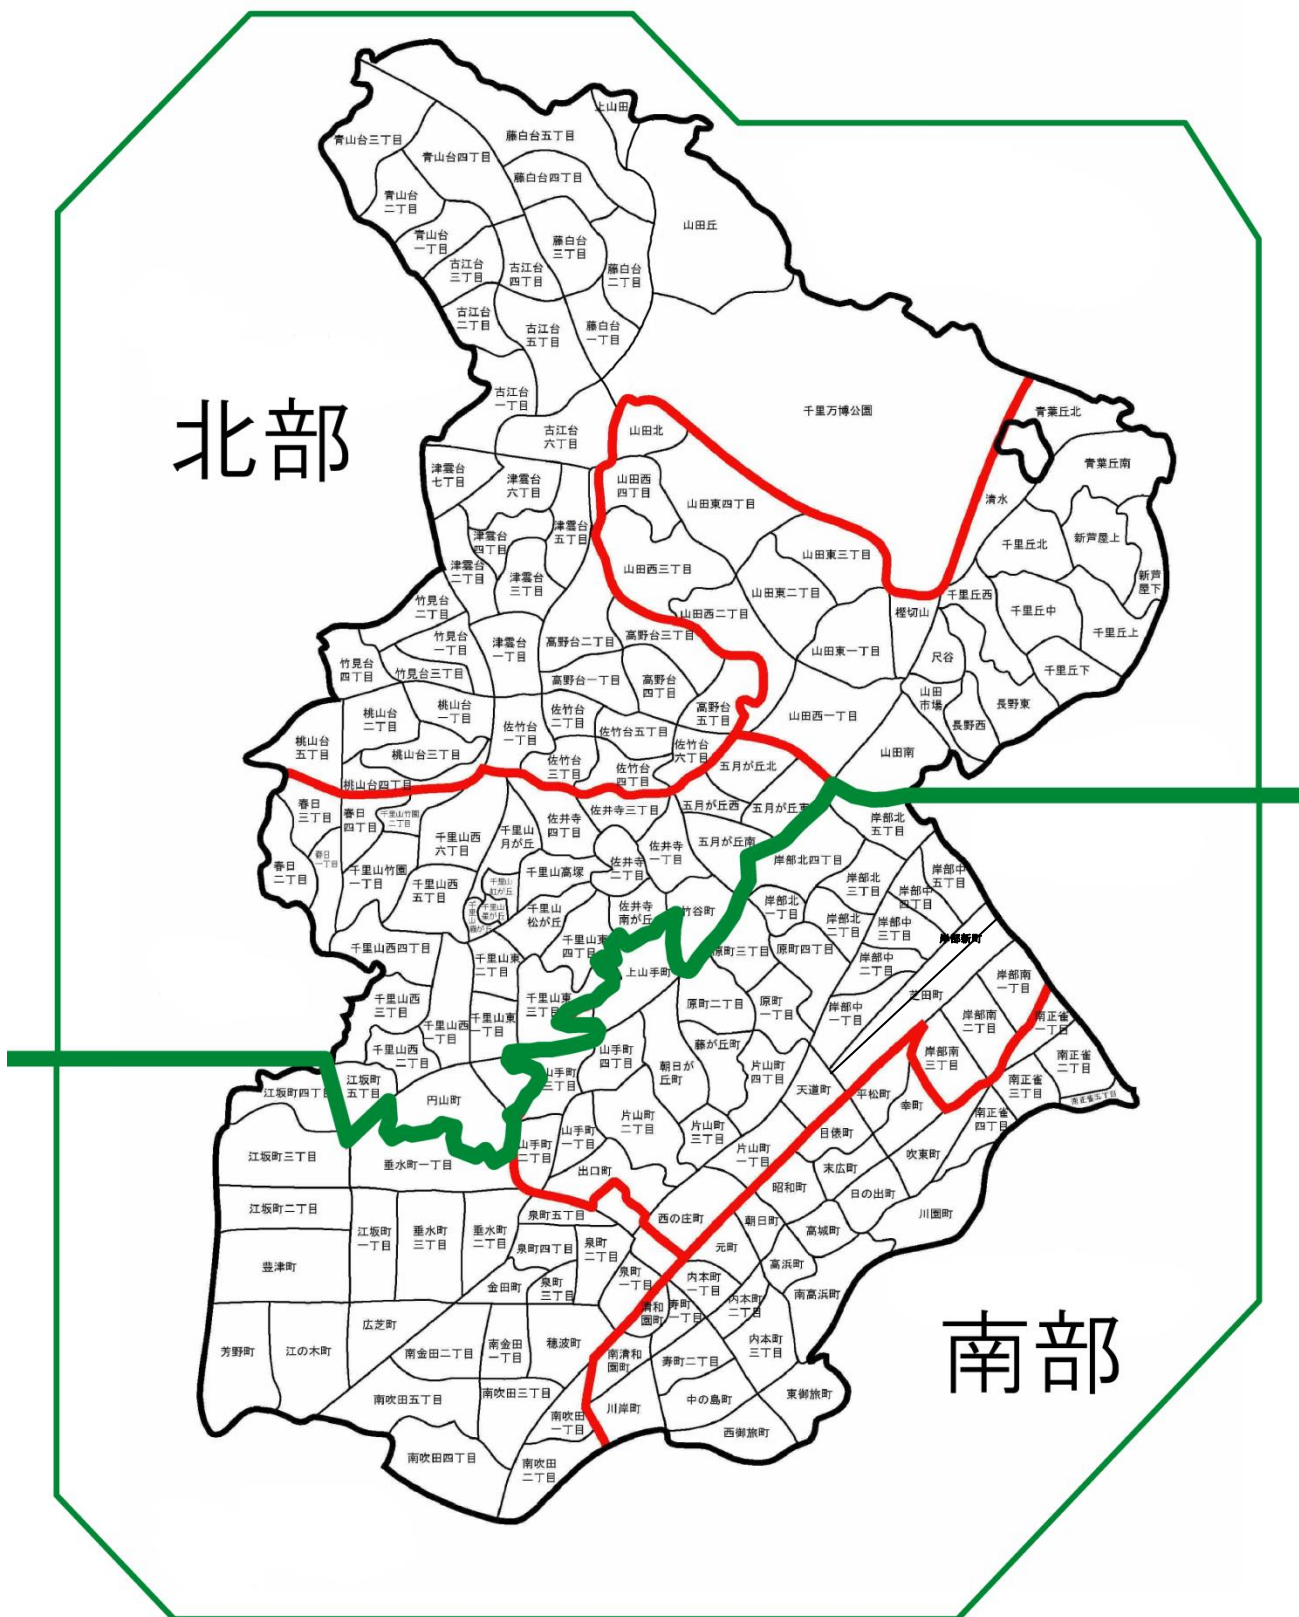 上山田
青山台三丁目
藤白台五丁目
青山台四丁目
藤白台四丁目
青山台
二丁目
山田丘
青山台
一丁目
藤白台
三丁目
古江台
三丁目
古江台
四丁目
藤白台
二丁目
古江台
二丁目
古江台
五丁目
藤白台
一丁目
古江台
一丁目
千里万博公園
青葉丘北
北部
古江台
六丁目
山田北
青葉丘南
津雲台
七丁目
津雲台
六丁目
山田西
四丁目
山田東四丁目
清水
津雲台
五丁目
津雲台
四丁目
千里丘北
新芦屋上
山田東三丁目
津雲台
二丁目
津雲台
三丁目
山田西三丁目
新芦
屋下
山田東二丁目
千里丘西
竹見台
二丁目
山田西二丁目
樫切山
千里丘中
千里丘上
竹見台
一丁目
津雲台
一丁目
高野台二丁目
高野台三丁目
山田東一丁目
尺谷
竹見台
四丁目
竹見台三丁目
高野台一丁目
高野台
四丁目
千里丘下
山田
市場
長野東
桃山台
一丁目
桃山台
二丁目
佐竹台
二丁目
高野台
五丁目
山田西一丁目
長野西
佐竹台
一丁目
佐竹台五丁目
桃山台
五丁目
桃山台三丁目
佐竹台
六丁目
山田南
佐竹台
三丁目
佐竹台
四丁目
五月が丘北
桃山台四丁目
春日
三丁目
春日
四丁目
千里山竹園
二丁目
佐井寺三丁目
五月が丘西
五月が丘東
佐井寺
四丁目
岸部北
五丁目
千里山西
六丁目
千里山
月が丘
五月が丘南
佐井寺
一丁目
春日
一丁目
春日
二丁目
千里山竹園
一丁目
千里山高塚
佐井寺
二丁目
岸部北四丁目
岸部北
三丁目
岸部中
五丁目
千里山西
五丁目
千里山
虹が丘
岸部中
四丁目
千里山
星が丘
千里山霧が丘
千里山
松が丘
佐井寺
南が丘
竹谷町
岸部北
一丁目
岸部北
二丁目
岸部中
三丁目
千里山西四丁目
千里山東
四丁目
原町三丁目
原町四丁目
岸部新町
千里山東
二丁目
上山手町
岸部中
二丁目
岸部南
一丁目
千里山西
三丁目
千里山東
三丁目
原町二丁目
原町
一丁目
岸部中
一丁目
芝田町
千里山西
一丁目
千里山東
一丁目
岸部南
二丁目
南正雀
一丁目
千里山西
二丁目
山手町
四丁目
藤が丘町
岸部南
三丁目
南正雀
二丁目
江坂町四丁目
江坂町
五丁目
山手町
三丁目
朝日が
丘町
片山町
四丁目
天道町
平松町
南正雀
三丁目
南正雀五丁目
円山町
幸町
片山町
二丁目
南正雀
四丁目
片山町
三丁目
目俵町
山手町
一丁目
山手町
二丁目
片山町
一丁目
江坂町三丁目
垂水町一丁目
出口町
末広町
吹東町
昭和町
日の出町
江坂町二丁目
泉町五丁目
西の庄町
朝日町
川園町
江坂町
一丁目
垂水町
三丁目
垂水町
二丁目
高城町
泉町四丁目
泉町
二丁目
元町
豊津町
高浜町
泉町
一丁目
金田町
泉町
三丁目
内本町
一丁目
南高浜町
清和
園町
寿町
一丁目
内本町
二丁目
広芝町
内本町
三丁目
南部
芳野町
江の木町
南金田二丁目
南金田
一丁目
穂波町
南清和
園町
寿町二丁目
南吹田五丁目
南吹田三丁目
中の島町
東御旅町
川岸町
南吹田
一丁目
西御旅町
南吹田四丁目
南吹田
二丁目